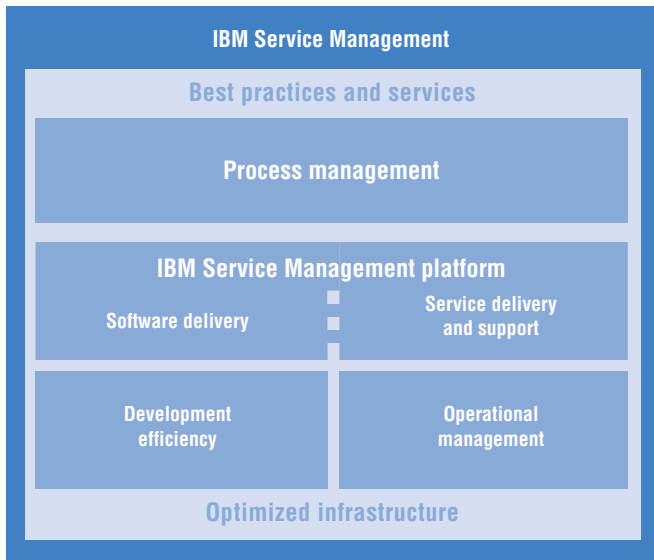 IBM Service Management
Best practices and services
Process management
IBM Service Management platform
Software delivery
Service delivery
and support
Development
efficiency
Operational
management
Optimized infrastructure